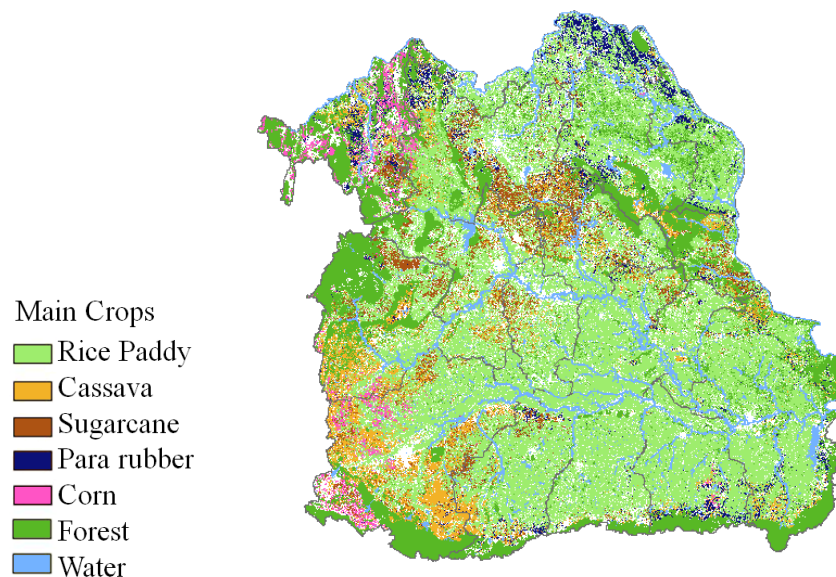 Main Crops
Rice Paddy
Cassava
Sugarcane
Para rubber
Corn
Forest
Water